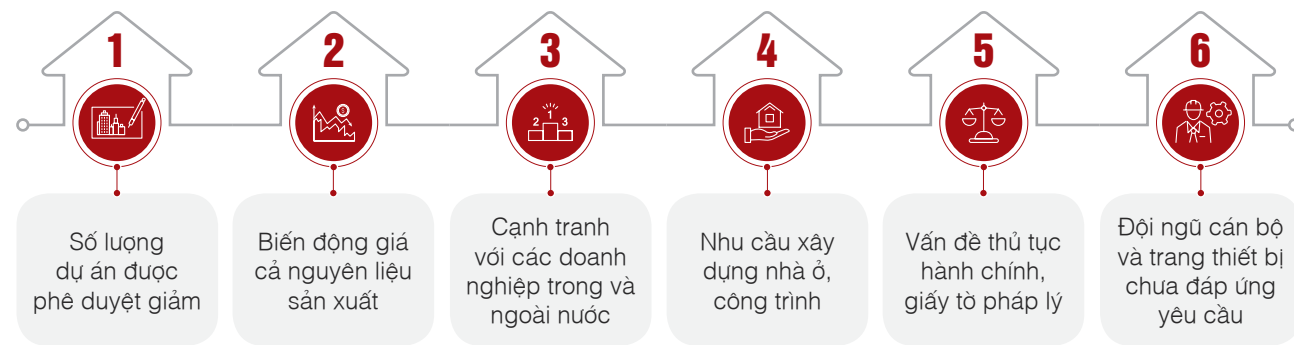 1
Số lượng
dự án được
phê duyệt giảm
2
Biến động giá
cả nguyên liệu
sản xuất
3
2 1 3
Cạnh tranh
với các doanh
nghiệp trong và
ngoài nước
4
Nhu cầu xây
dựng nhà ở,
công trình
5
Vấn đề thủ tục
hành chính,
giấy tờ pháp lý
6
Đội ngũ cán bộ
và trang thiết bị
chưa đáp ứng
yêu cầu